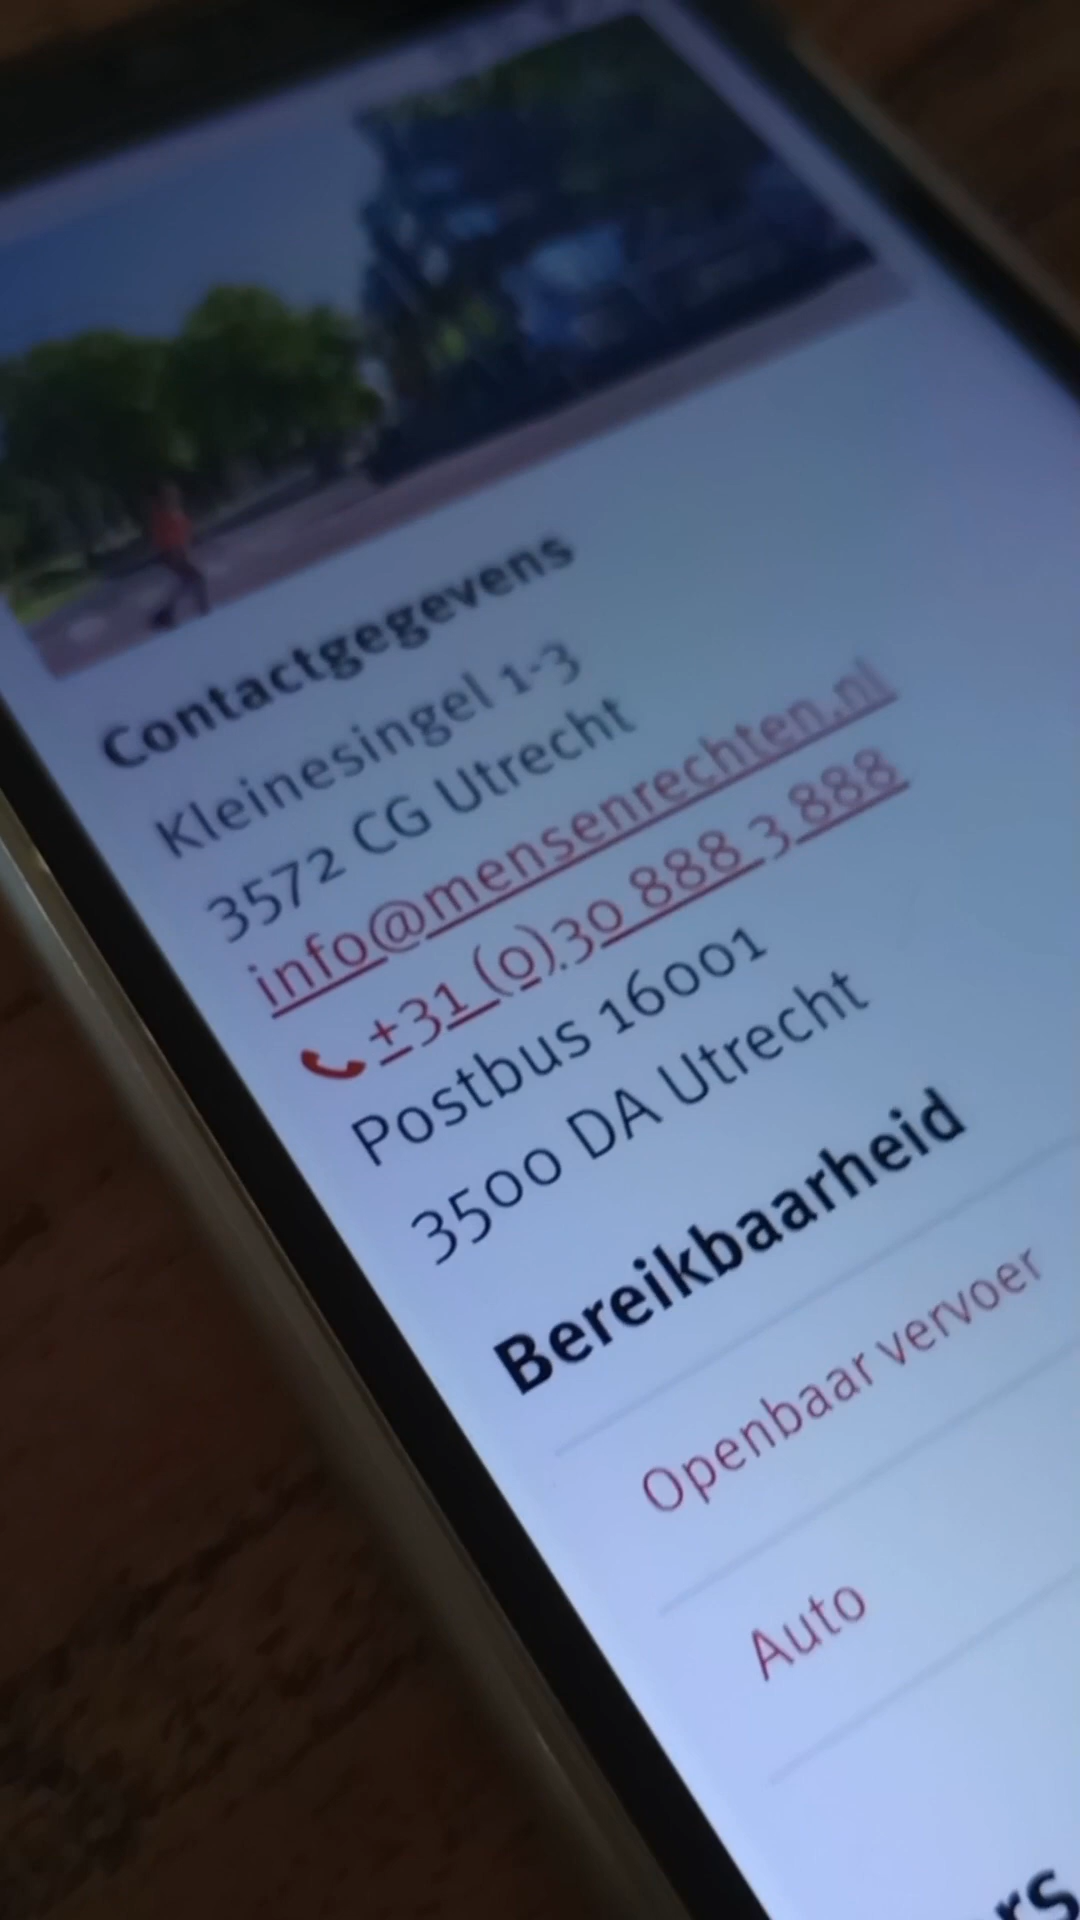 Contactgegevens
Kleinesingel 1-3
3572 CG Utrecht
info@mensenrechten.nl
+31 (0)30 888 3 888
Postbus 16001
3500 DA Utrecht
Bereikbaarheid
Openbaar vervoer
Auto